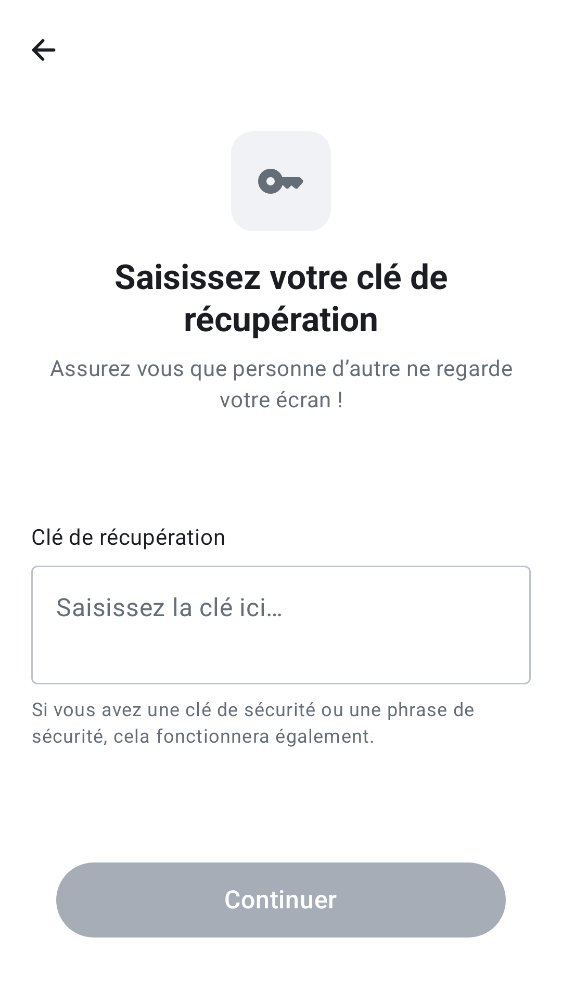 Saisissez votre clé de
récupération
Assurez vous que personne d’autre ne regarde
votre écran !
Clé de récupération
Saisissez la clé ici…
Si vous avez une clé de sécurité ou une phrase de
sécurité, cela fonctionnera également.
Continuer